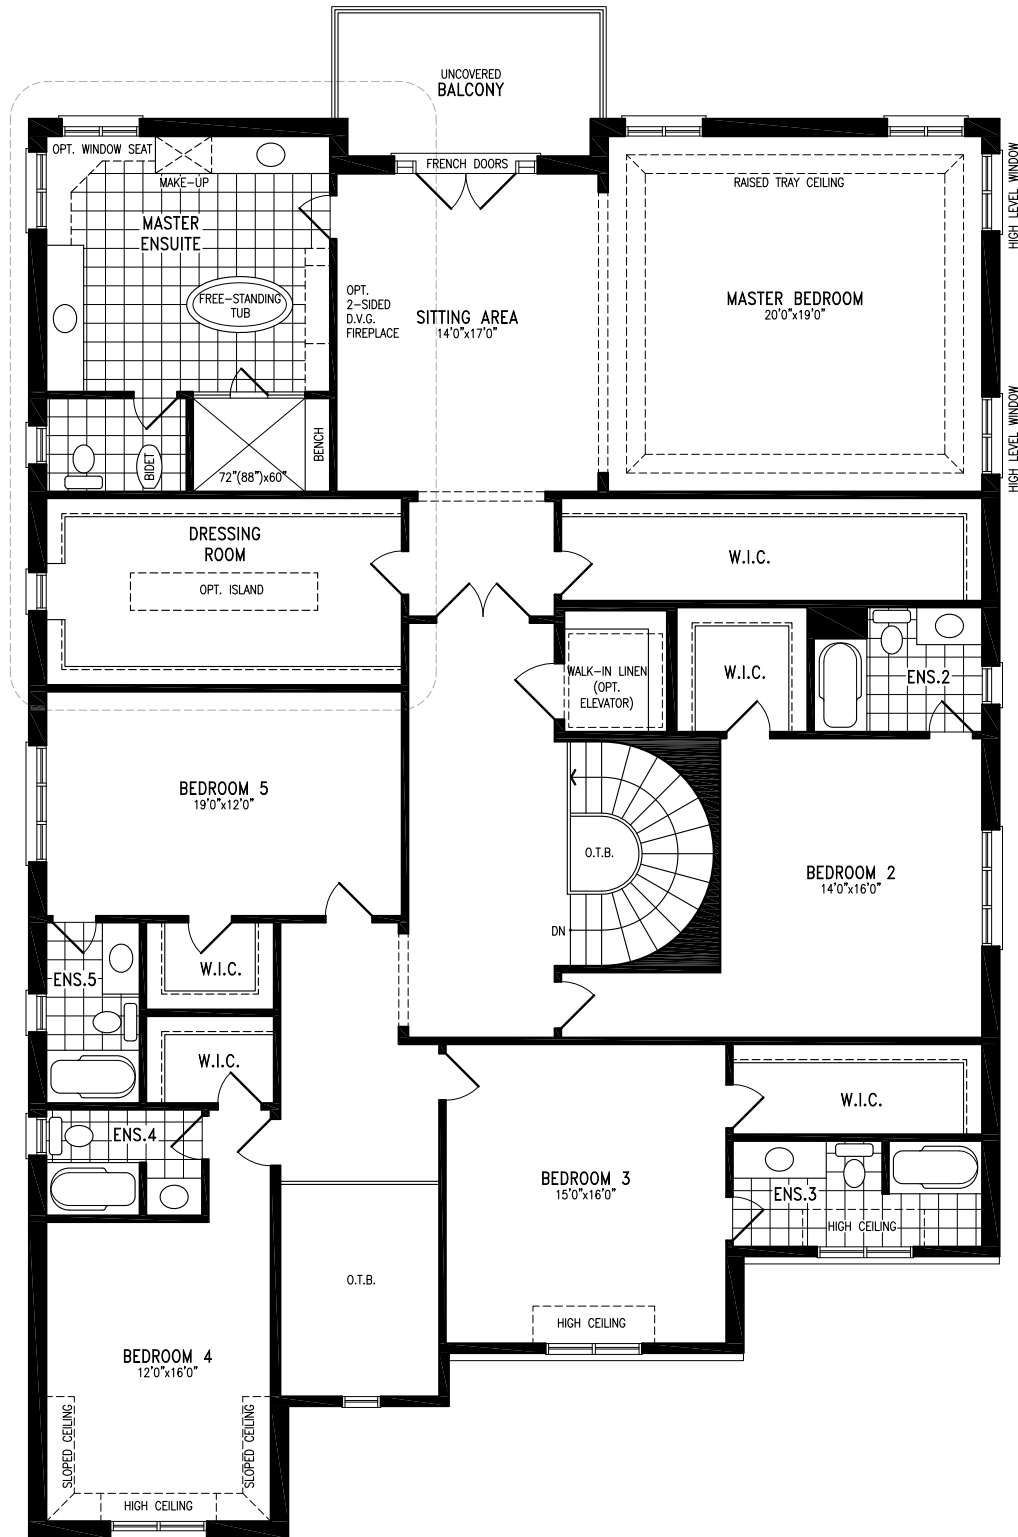 UNCOVERED
BALCONY
OPT. WINDOW SEAT
MAKE-UP
FRENCH DOORS
RAISED TRAY CEILING
HIGH LEVEL WINDOW
MASTER
ENSUITE
FREE-STANDING
TUB
OPT.
2-SIDED
D.V.G.
FIREPLACE
SITTING AREA
14'0"x17'0"
MASTER BEDROOM
20'0"x19'0"
HIGH LEVEL WINDOW
BIDET
72"(88")x60"
BENCH
DRESSING
ROOM
OPT. ISLAND
W.I.C.
WALK-IN LINEN
(OPT.
ELEVATOR)
W.I.C.
ENS.2
BEDROOM 5
19'0"x12'0"
O.T.B.
BEDROOM 2
14'0"x16'0"
DN
ENS.5
W.I.C.
W.I.C.
W.I.C.
ENS.4
BEDROOM 3
15'0"x16'0"
ENS.3
HIGH CEILING
O.T.B.
HIGH CEILING
BEDROOM 4
12'0"x16'0"
SLOPED CEILING
SLOPED CEILING
HIGH CEILING